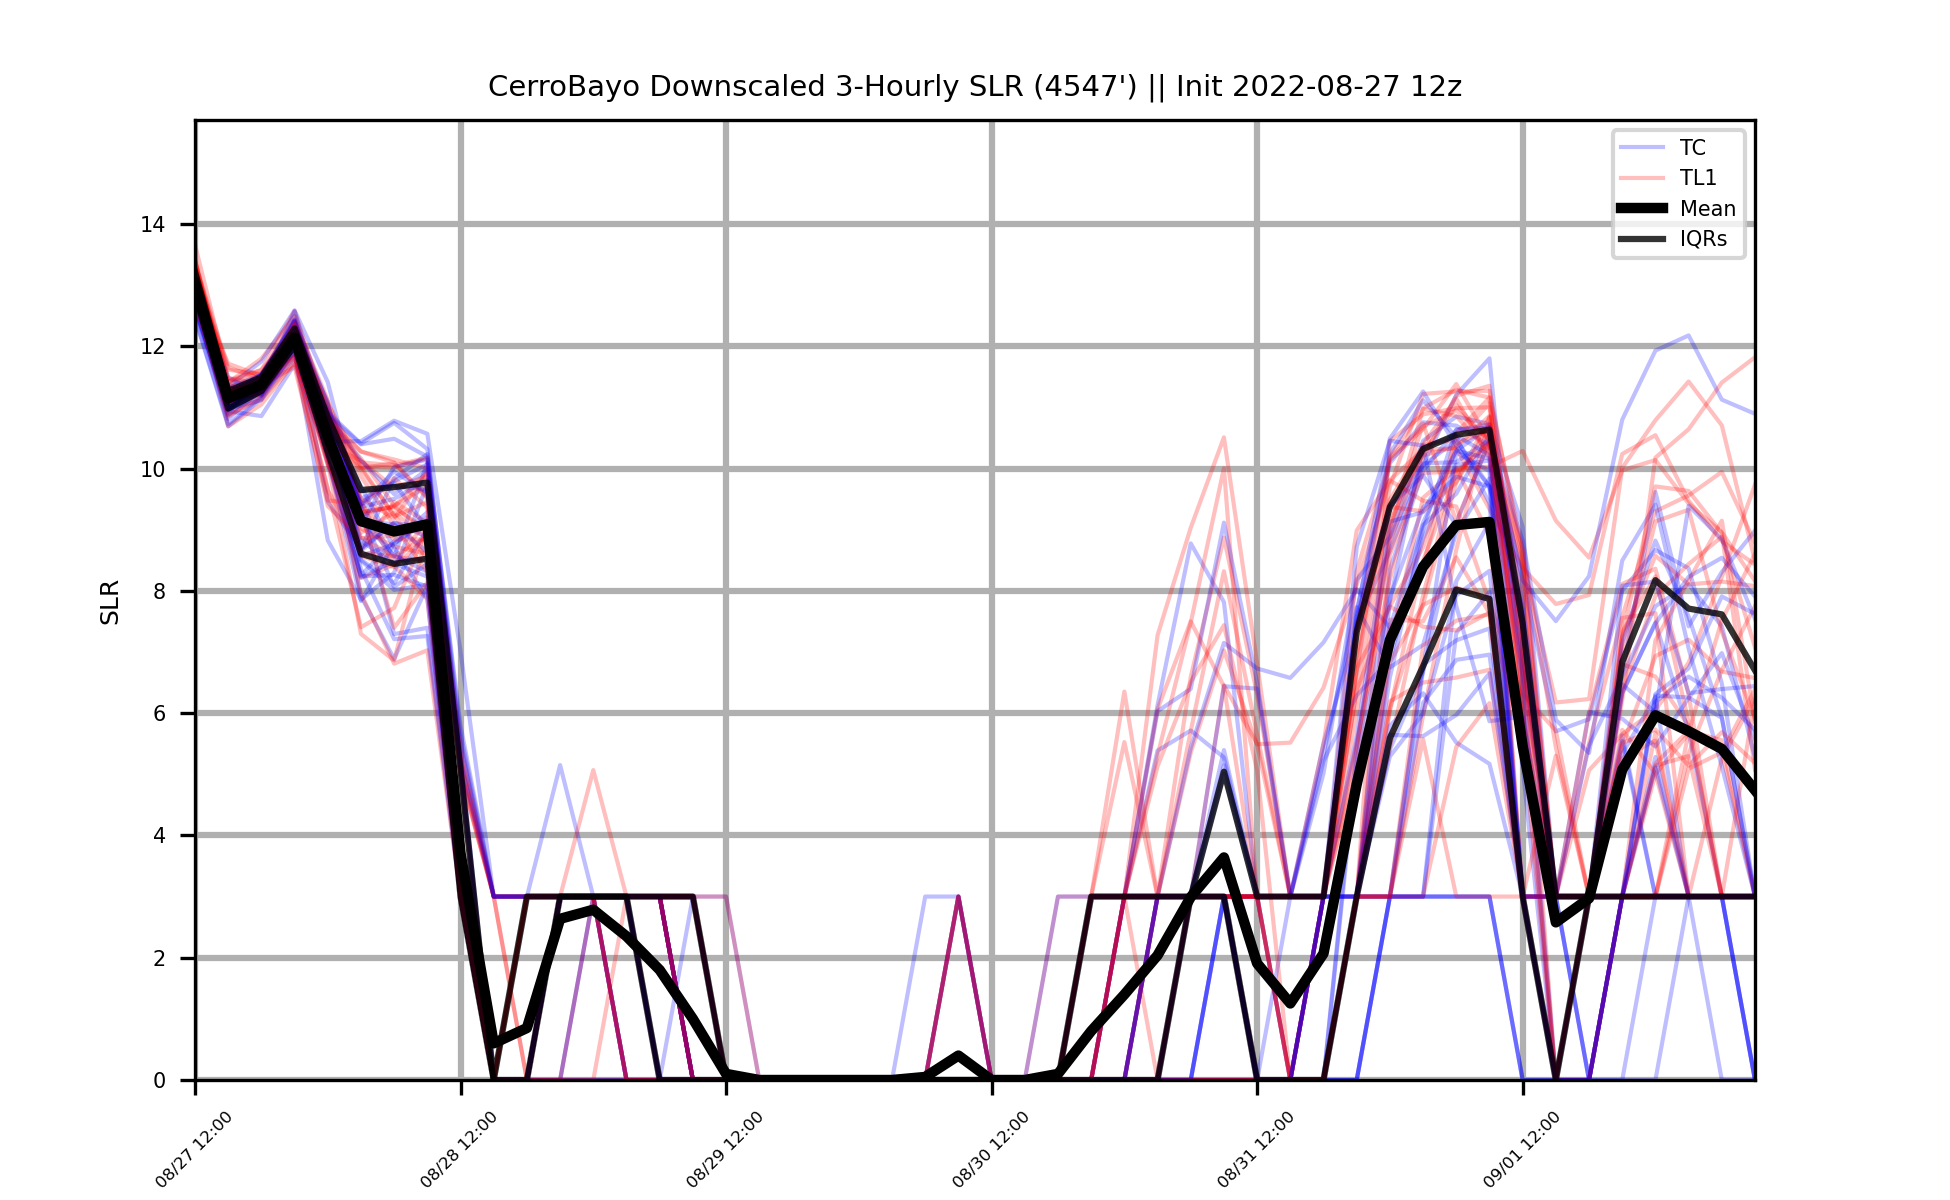 CerroBayo Downscaled 3-Hourly SLR (4547') || Init 2022-08-27 12z
TC
TL1
Mean
IQRs
14
12
10
8
6
4
2
0
SLR
08/27 12:00
08/28 12:00
08/29 12:00
08/30 12:00
08/31 12:00
09/01 12:00